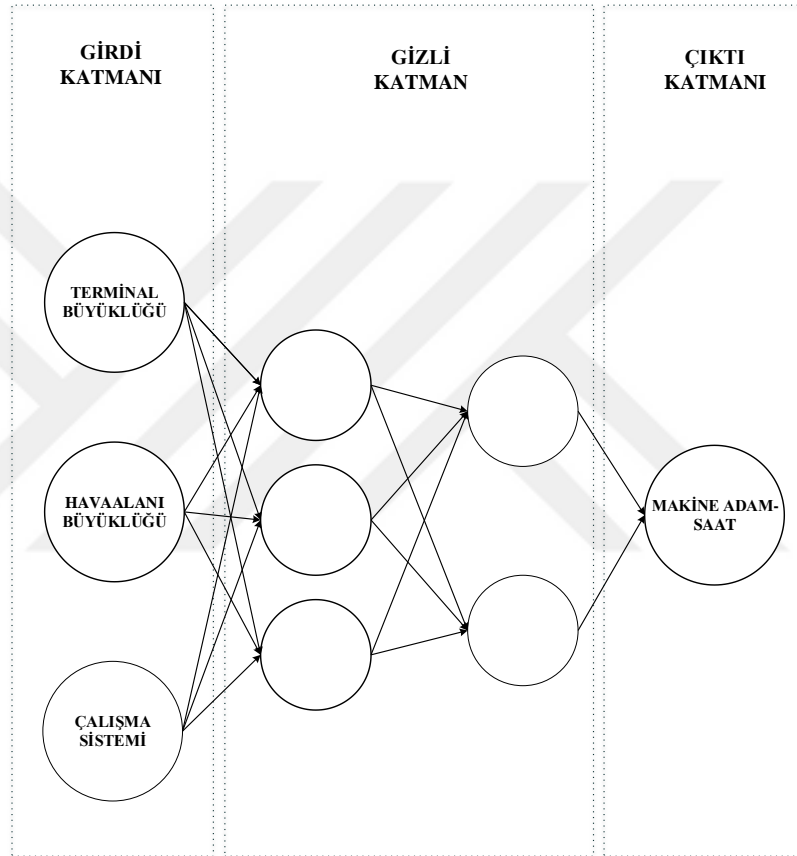 GİRDİ
KATMANI
GİZLİ
KATMAN
ÇIKTI
KATMANI
TERMİNAL
BÜYÜKLÜĞÜ
HAVAALANI
BÜYÜKLÜĞÜ
ÇALIŞMA
SİSTEMİ
MAKİNE ADAM-
SAAT